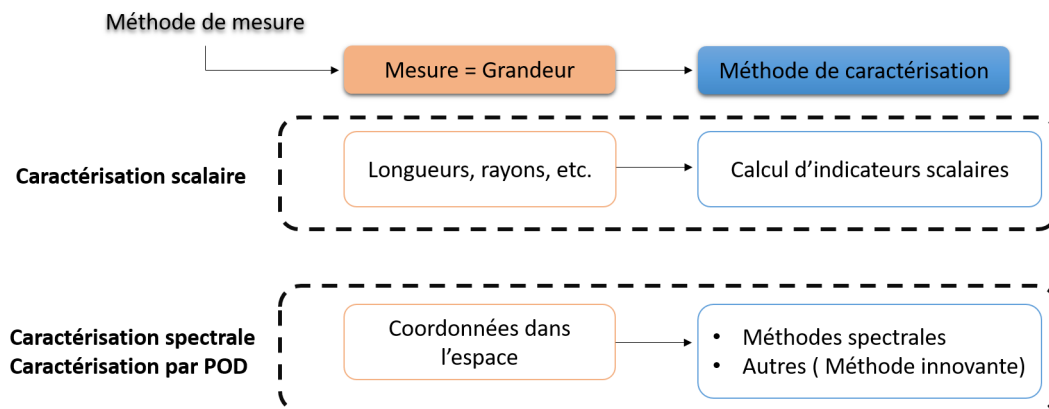 Méthode de mesure
Mesure = Grandeur
Méthode de caractérisation
Caractérisation scalaire
Longueurs, rayons, etc.
Calcul d'indicateurs scalaires
Caractérisation spectrale
Caractérisation par POD
Coordonnées dans
l'espace
• Méthodes spectrales
• Autres ( Méthode innovante)